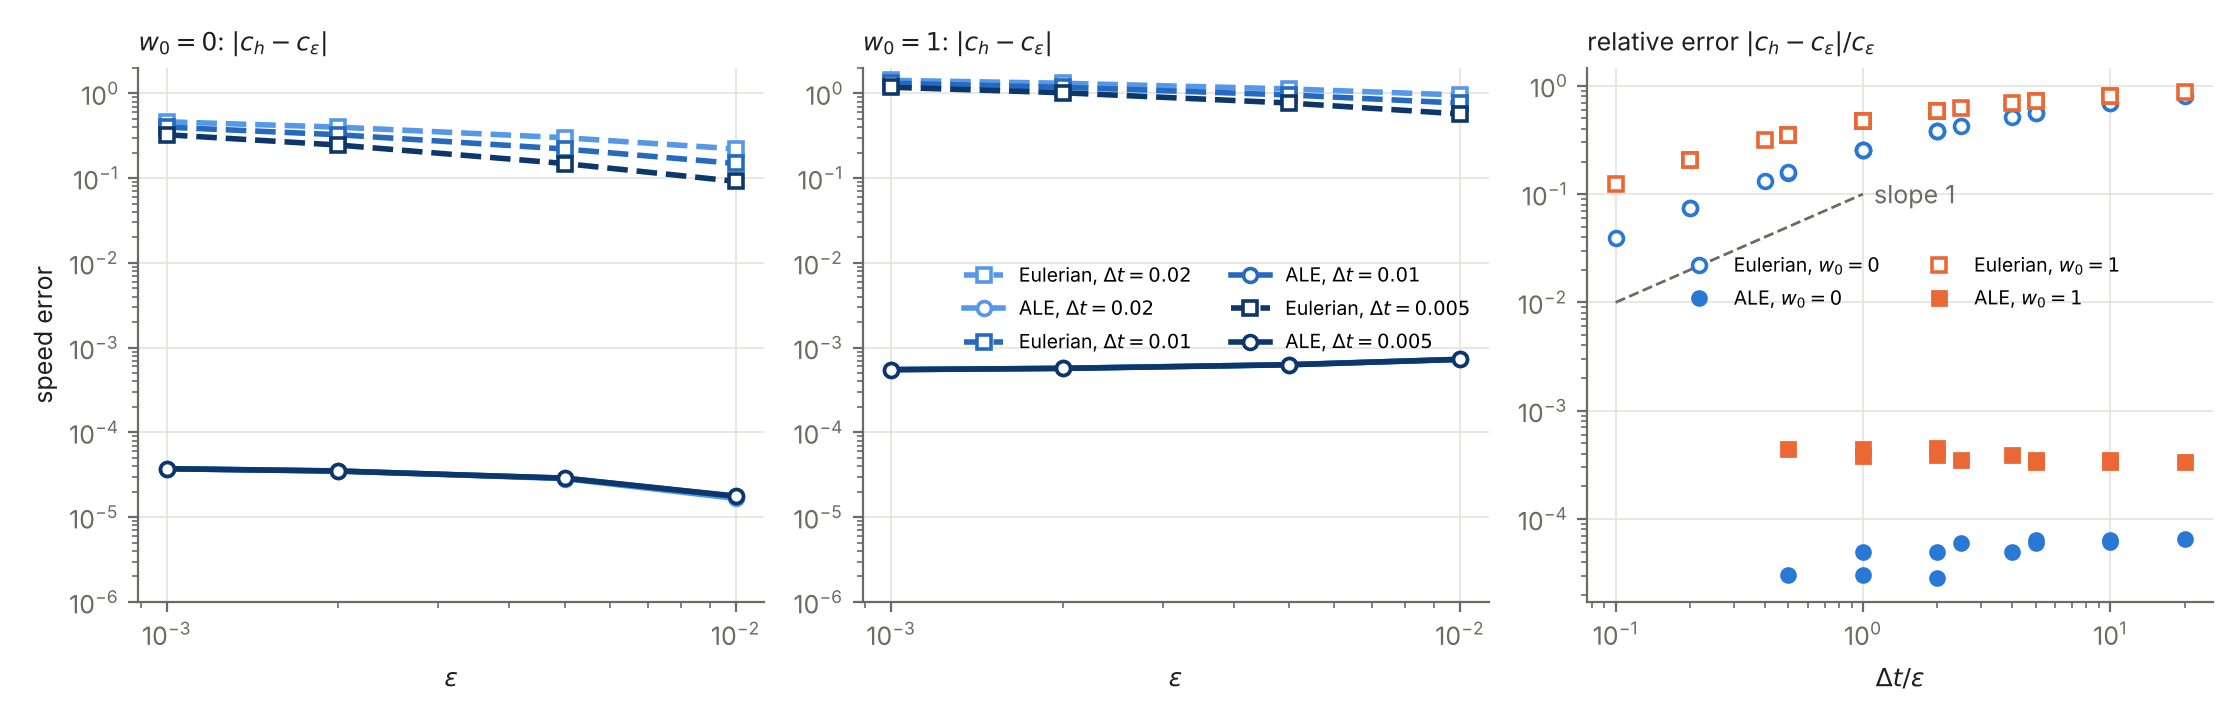 w₀ = 0: |cₕ − c_ε|
speed error
10⁰
10⁻¹
10⁻²
10⁻³
10⁻⁴
10⁻⁵
10⁻⁶
10⁻³
10⁻²
ε
w₀ = 1: |cₕ − c_ε|
10⁰
10⁻¹
10⁻²
10⁻³
10⁻⁴
10⁻⁵
10⁻⁶
Eulerian, Δt = 0.02
ALE, Δt = 0.02
Eulerian, Δt = 0.01
ALE, Δt = 0.01
Eulerian, Δt = 0.005
ALE, Δt = 0.005
10⁻³
10⁻²
ε
relative error |cₕ − c_ε|/c_ε
10⁰
10⁻¹
10⁻²
10⁻³
10⁻⁴
slope 1
Eulerian, w₀ = 0
ALE, w₀ = 0
Eulerian, w₀ = 1
ALE, w₀ = 1
10⁻¹
10⁰
10¹
Δt/ε